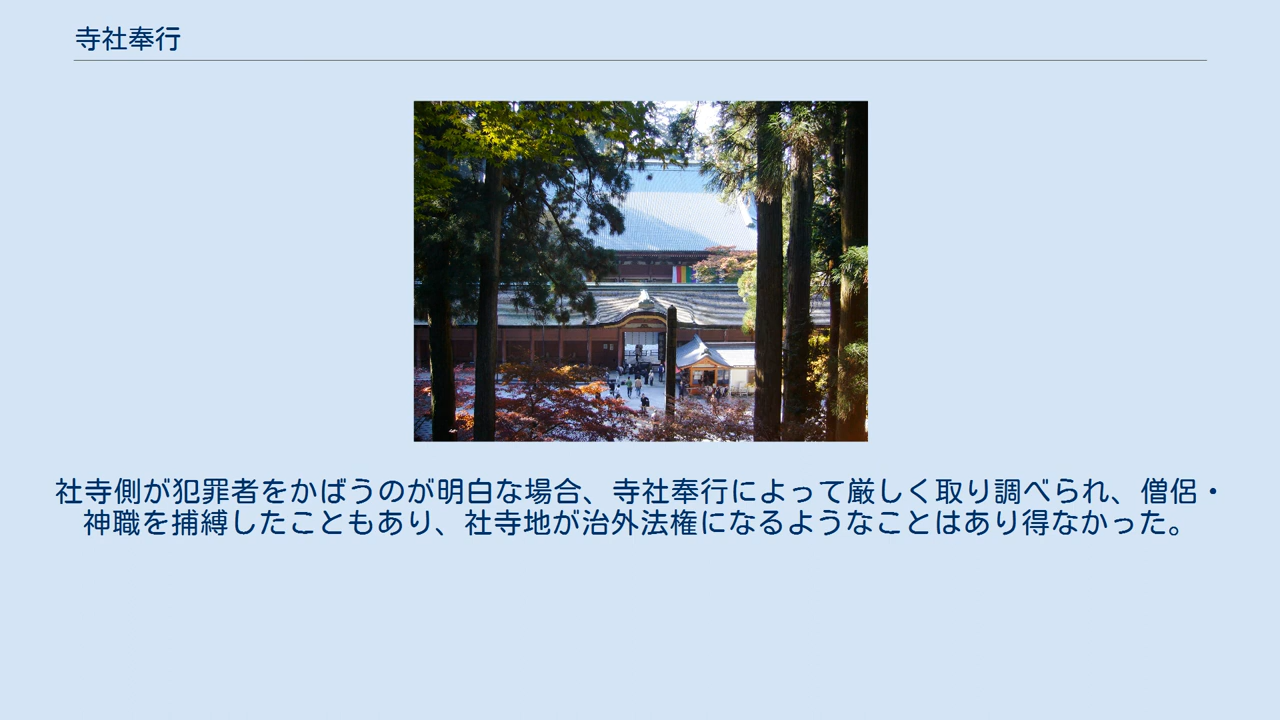 寺社奉行
社寺側が犯罪者をかばうのが明白な場合、寺社奉行によって厳しく取り調べられ、僧侶・
神職を捕縛したこともあり、社寺地が治外法権になるようなことはあり得なかった。